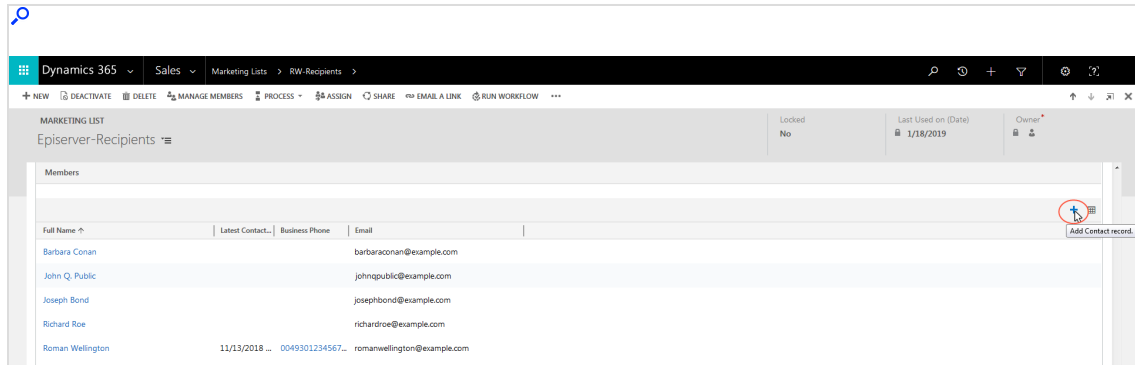 Dynamics 365 Sales Marketing Lists > RW-Recipients >
+ NEW DEACTIVATE DELETE MANAGE MEMBERS PROCESS ASSIGN SHARE EMAIL A LINK RUN WORKFLOW ...
MARKETING LIST Locked Last Used on (Date) Owner*
Episerver-Recipients No 1/18/2019
Members
Full Name Latest Contact... Business Phone Email
Add Contact record.
Barbara Conan barbaraconan@example.com
John Q. Public johnqpublic@example.com
Joseph Bond josephbond@example.com
Richard Roe richardroe@example.com
Roman Wellington 11/13/2018 ... 0049301234567... romanwellington@example.com